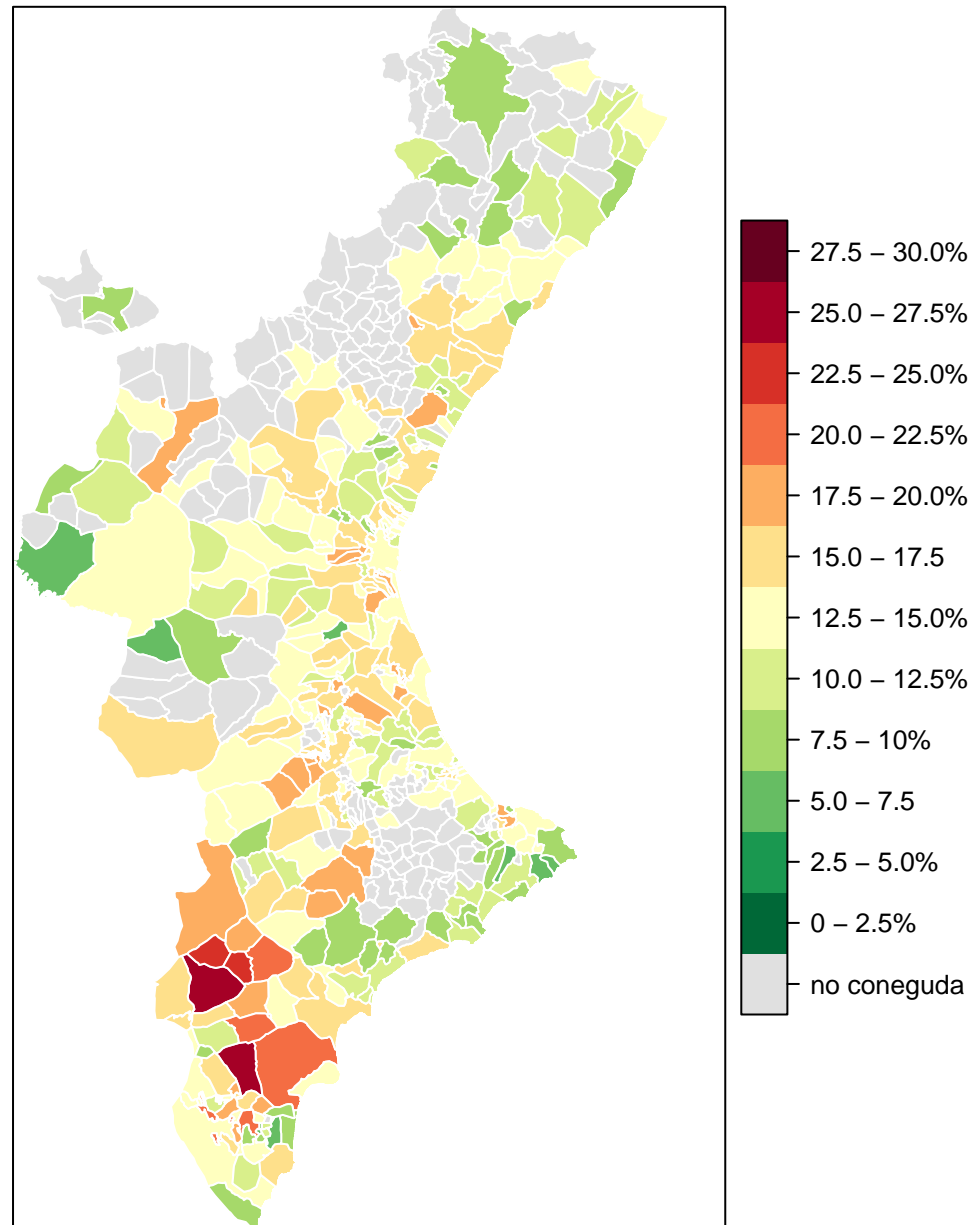 27.5 – 30.0%
25.0 – 27.5%
22.5 – 25.0%
20.0 – 22.5%
17.5 – 20.0%
15.0 – 17.5
12.5 – 15.0%
10.0 – 12.5%
7.5 – 10%
5.0 – 7.5
2.5 – 5.0%
0 – 2.5%
no coneguda